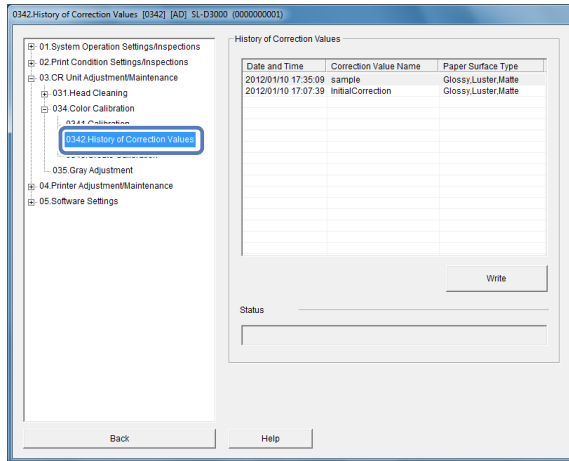 0342.History of Correction Values [0342] [AD] SL-D3000 (0000000001)
01.System Operation Settings/Inspections
02.Print Condition Settings/Inspections
03.CR Unit Adjustment/Maintenance
031.Head Cleaning
034.Color Calibration
0341.Calibration
0342.History of Correction Values
035.Gray Adjustment
04.Printer Adjustment/Maintenance
05.Software Settings
Back
History of Correction Values
Date and Time Correction Value Name Paper Surface Type
2012/01/10 17:35:09 sample Glossy,Luster,Matte
2012/01/10 17:07:39 InitialCorrection Glossy,Luster,Matte
Write
Status
Help